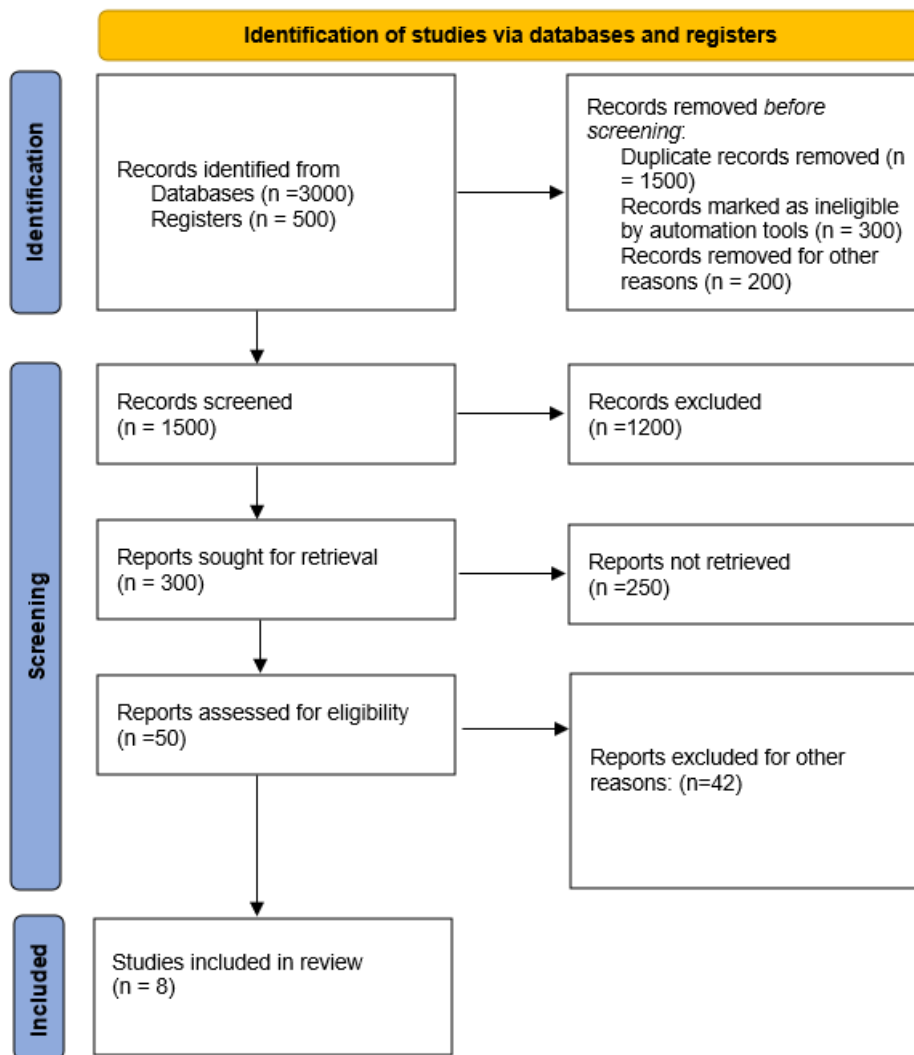 Identification of studies via databases and registers
Identification
Records identified from
Databases (n =3000)
Registers (n = 500)
Records removed before
screening:
Duplicate records removed (n
= 1500)
Records marked as ineligible
by automation tools (n = 300)
Records removed for other
reasons (n = 200)
Screening
Records screened
(n = 1500)
Records excluded
(n =1200)
Reports sought for retrieval
(n = 300)
Reports not retrieved
(n =250)
Reports assessed for eligibility
(n =50)
Reports excluded for other
reasons: (n=42)
Included
Studies included in review
(n = 8)